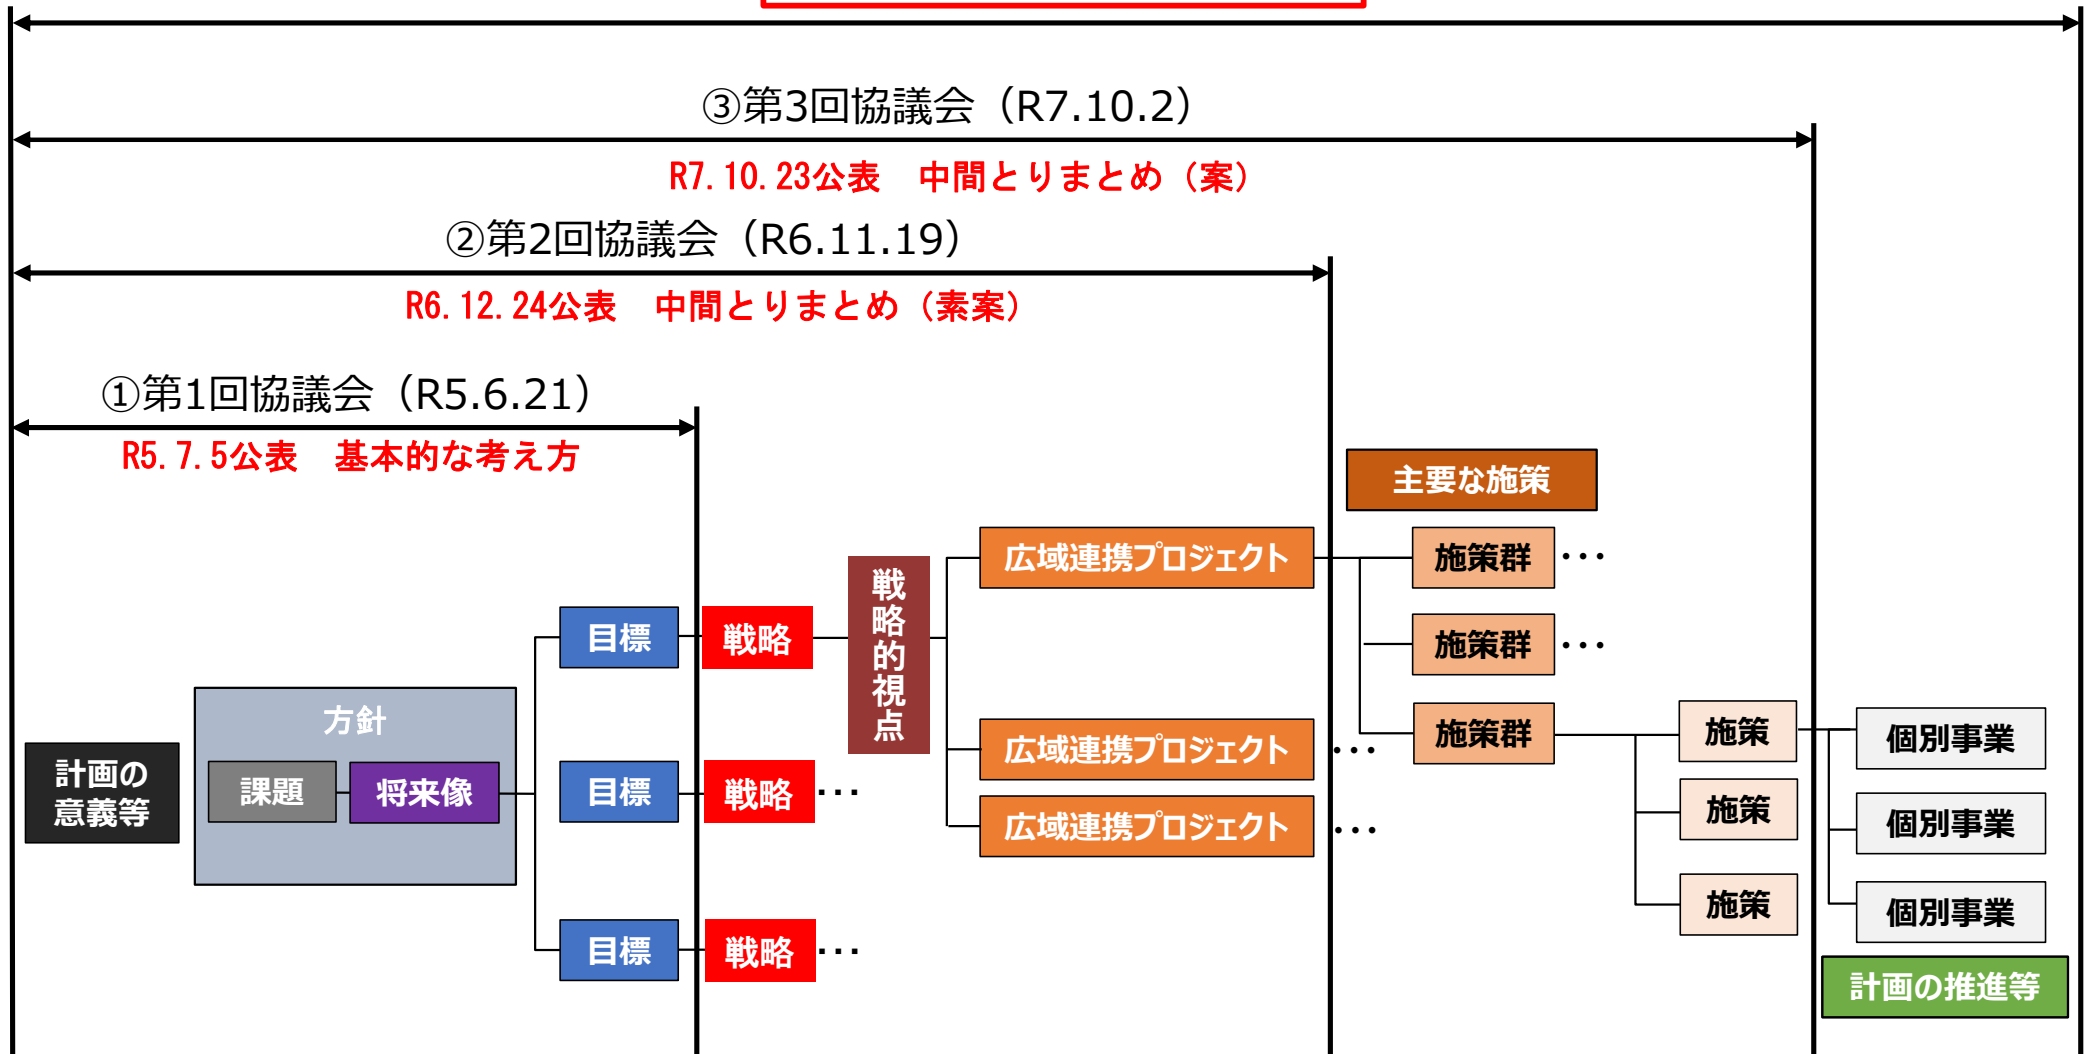 ③第3回協議会（R7.10.2）
R7.10.23公表　中間とりまとめ（案）
②第2回協議会（R6.11.19）
R6.12.24公表　中間とりまとめ（素案）
①第1回協議会（R5.6.21）
R5.7.5公表　基本的な考え方
主要な施策
広域連携プロジェクト
施策群
･･･
施策群
･･･
目標
戦略
戦略的視点
方針
広域連携プロジェクト
･･･
施策群
施策
個別事業
計画の
意義等
課題
将来像
目標
戦略
･･･
広域連携プロジェクト
･･･
施策
個別事業
目標
戦略
･･･
施策
個別事業
計画の推進等